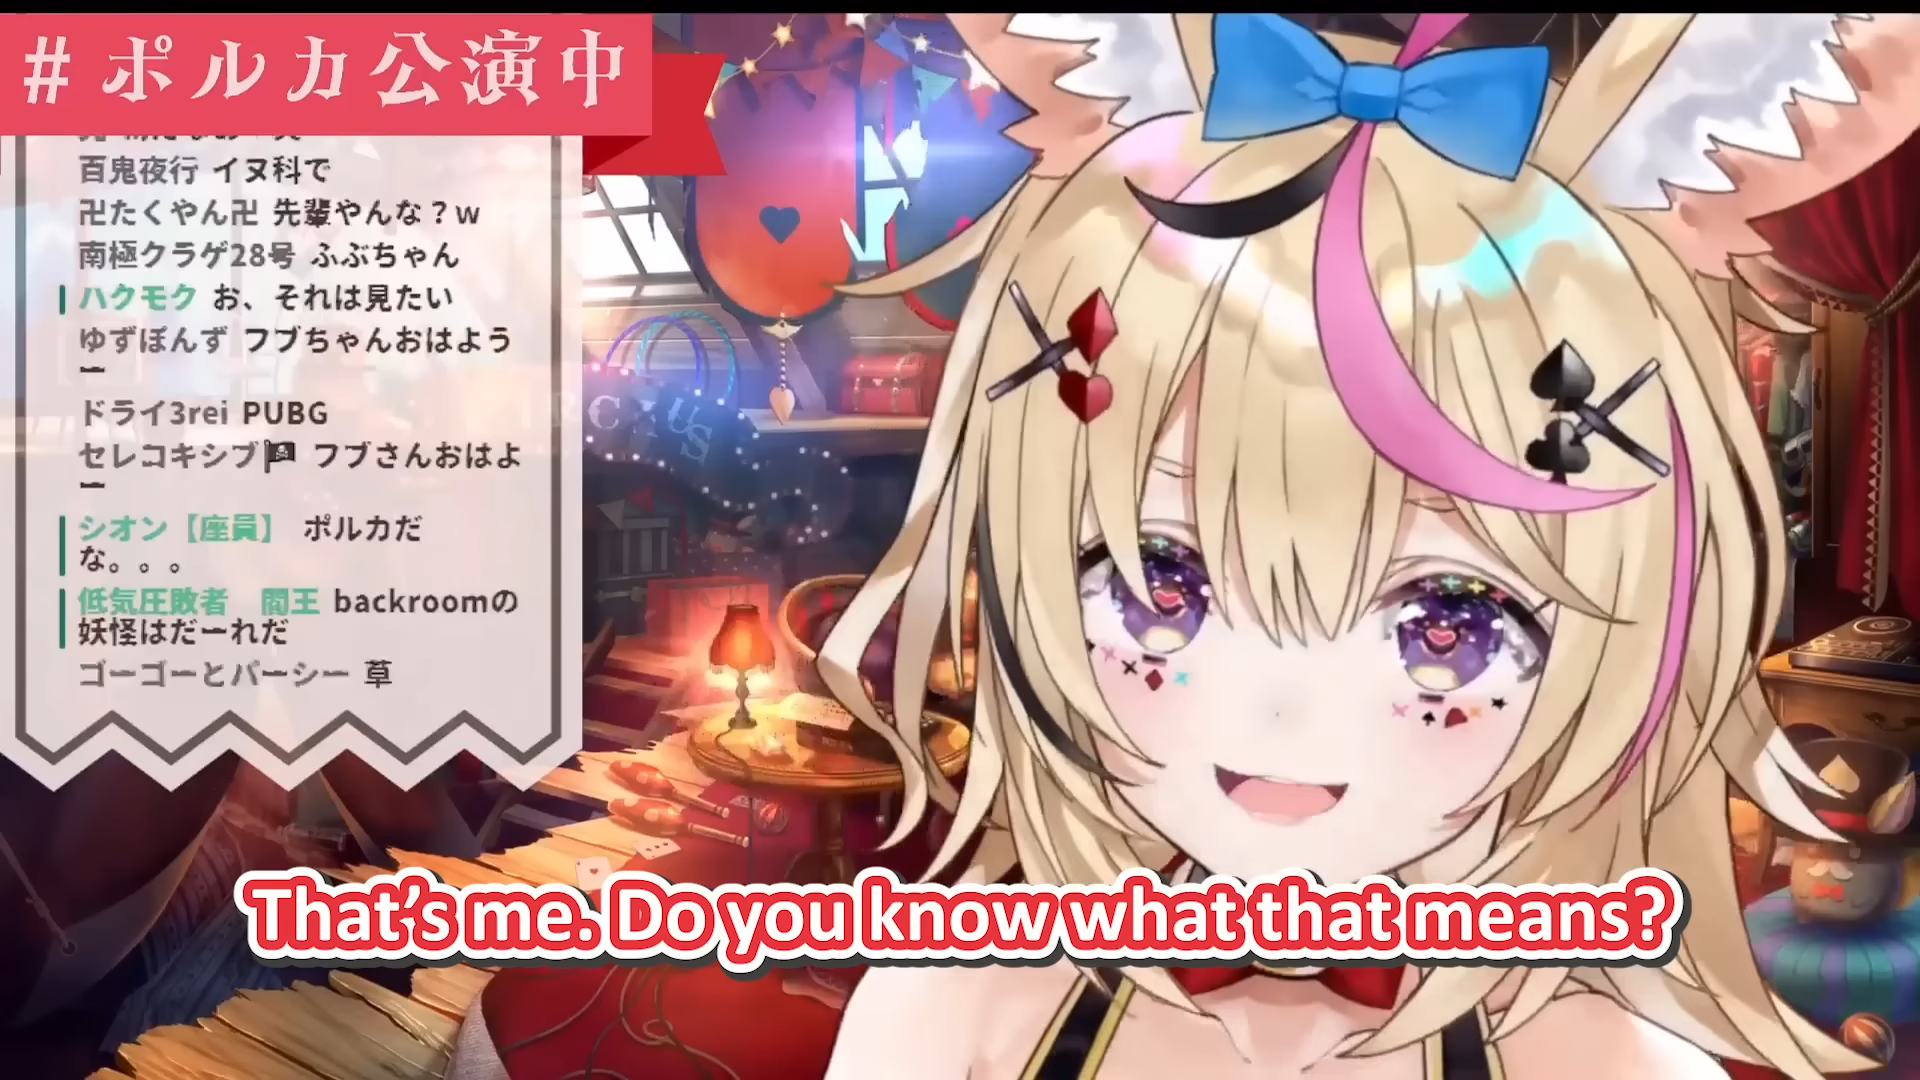 #ポルカ公演中
百鬼夜行 イヌ科で
卍たくやん卍 先輩やんな？w
南極クラゲ28号 ふぶちゃん
ハクモク お、それは見たい
ゆずぽんず フブちゃんおはよう
ー
ドライ3rei PUBG
セレコキシブ🏴‍☠️ フブさんおはよ
ー
シオン【座員】 ポルカだ
な。。。
低気圧敗者 閻王 backroomの
妖怪はだーれだ
ゴーゴーとバーシー 草
CIRCUS
That's me. Do you know what that means?